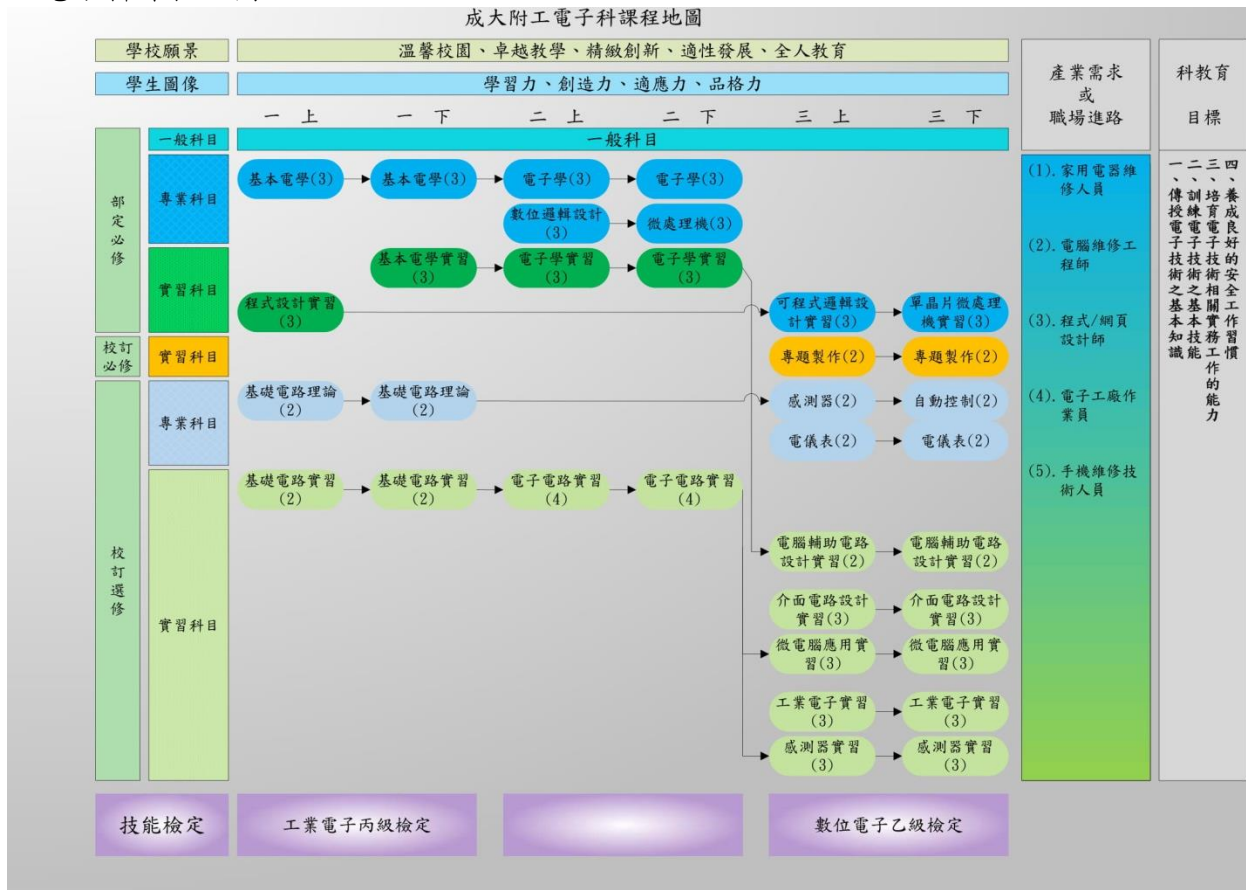 成大附工電子科課程地圖
學校願景
溫馨校園、卓越教學、精緻創新、適性發展、全人教育
學生圖像
學習力、創造力、適應力、品格力
產業需求
或
職場進路
科教育
目標
一 上
一 下
二 上
二 下
三 上
三 下
部定必修
一般科目
一般科目
專業科目
基本電學(3)
基本電學(3)
電子學(3)
電子學(3)
數位邏輯設計
(3)
微處理機(3)
實習科目
基本電學實習
(3)
電子學實習
(3)
電子學實習
(3)
程式設計實習
(3)
可程式邏輯設
計實習(3)
單晶片微處理
機實習(3)
校訂
必修
實習科目
專題製作(2)
專題製作(2)
校訂選修
專業科目
基礎電路理論
(2)
基礎電路理論
(2)
感測器(2)
自動控制(2)
電儀表(2)
電儀表(2)
實習科目
基礎電路實習
(2)
基礎電路實習
(2)
電子電路實習
(4)
電子電路實習
(4)
電腦輔助電路
設計實習(2)
電腦輔助電路
設計實習(2)
介面電路設計
實習(3)
介面電路設計
實習(3)
微電腦應用實
習(3)
微電腦應用實
習(3)
工業電子實習
(3)
工業電子實習
(3)
感測器實習
(3)
感測器實習
(3)
(1). 家用電器維
修人員
(2). 電腦維修工
程師
(3). 程式/網頁
設計師
(4). 電子工廠作
業員
(5). 手機維修技
術人員
一、傳授電子技術之基本知識
二、訓練電子技術之基本技能
三、培育電子技術相關實務工作的能力
四、養成良好的安全工作習慣
技能檢定
工業電子丙級檢定
數位電子乙級檢定